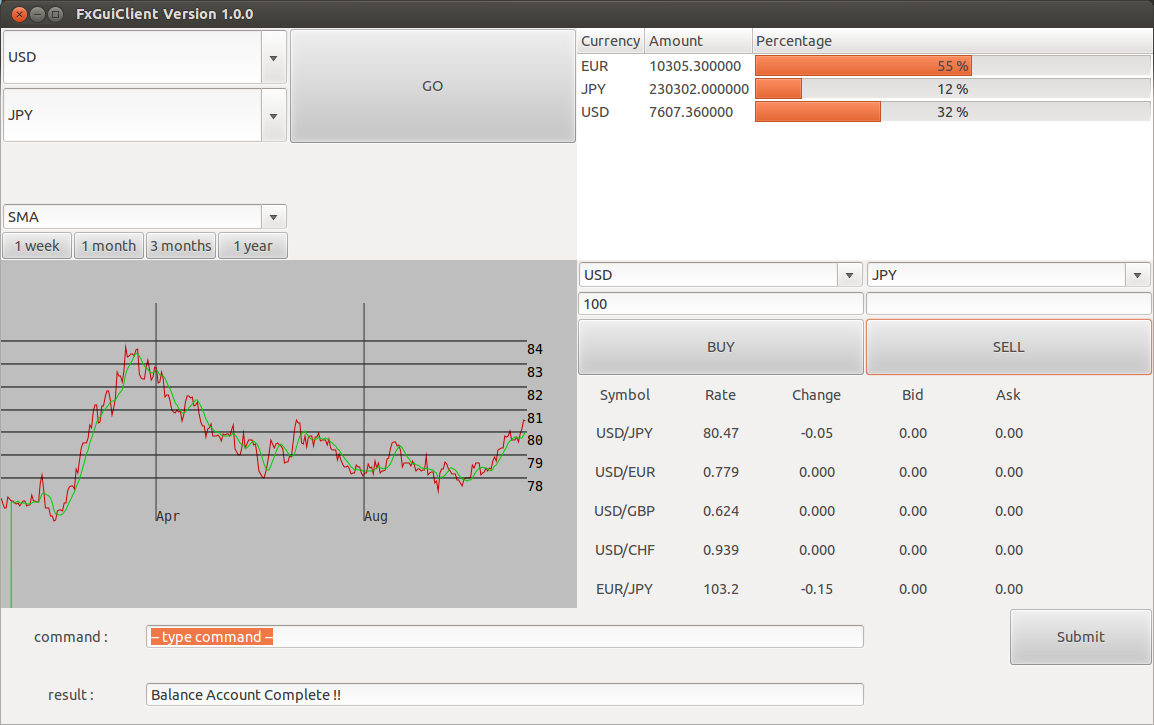 FxGuiClient Version 1.0.0
USD
JPY
GO
SMA
1 week 1 month 3 months 1 year
84
83
82
81
80
79
78
Apr Aug
Currency Amount Percentage
EUR 10305.300000 55 %
JPY 230302.000000 12 %
USD 7607.360000 32 %
USD JPY
100
BUY SELL
Symbol Rate Change Bid Ask
USD/JPY 80.47 -0.05 0.00 0.00
USD/EUR 0.779 0.000 0.00 0.00
USD/GBP 0.624 0.000 0.00 0.00
USD/CHF 0.939 0.000 0.00 0.00
EUR/JPY 103.2 -0.15 0.00 0.00
command : -- type command -- Submit
result : Balance Account Complete !!